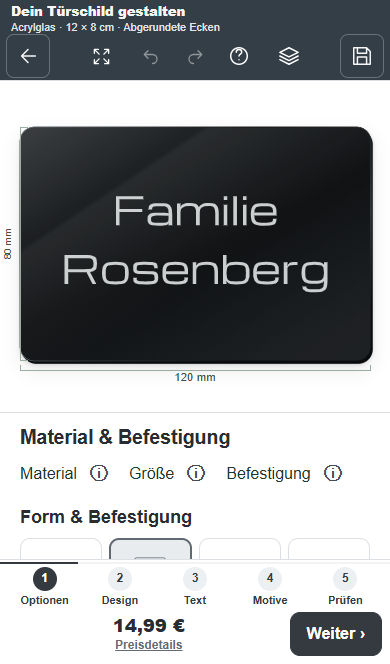 Dein Türschild gestalten
Acrylglas · 12 × 8 cm · Abgerundete Ecken
Familie
Rosenberg
80 mm
120 mm
Material & Befestigung
Material Größe Befestigung
Form & Befestigung
1 2 3 4 5
Optionen Design Text Motive Prüfen
14,99 €
Preisdetails
Weiter ›